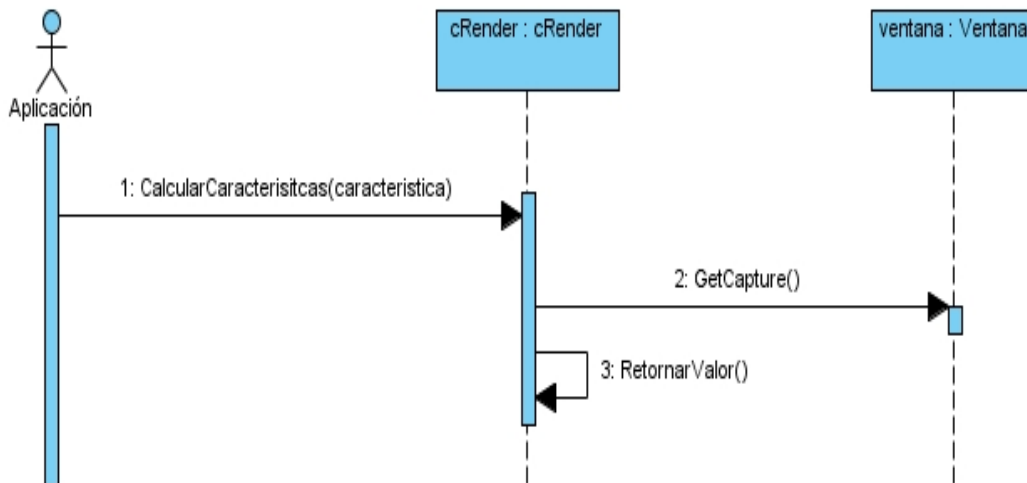 cRender : cRender
ventana : Ventana
Aplicación
1: CalcularCaracterisitcas(caracteristica)
2: GetCapture()
3: RetornarValor()